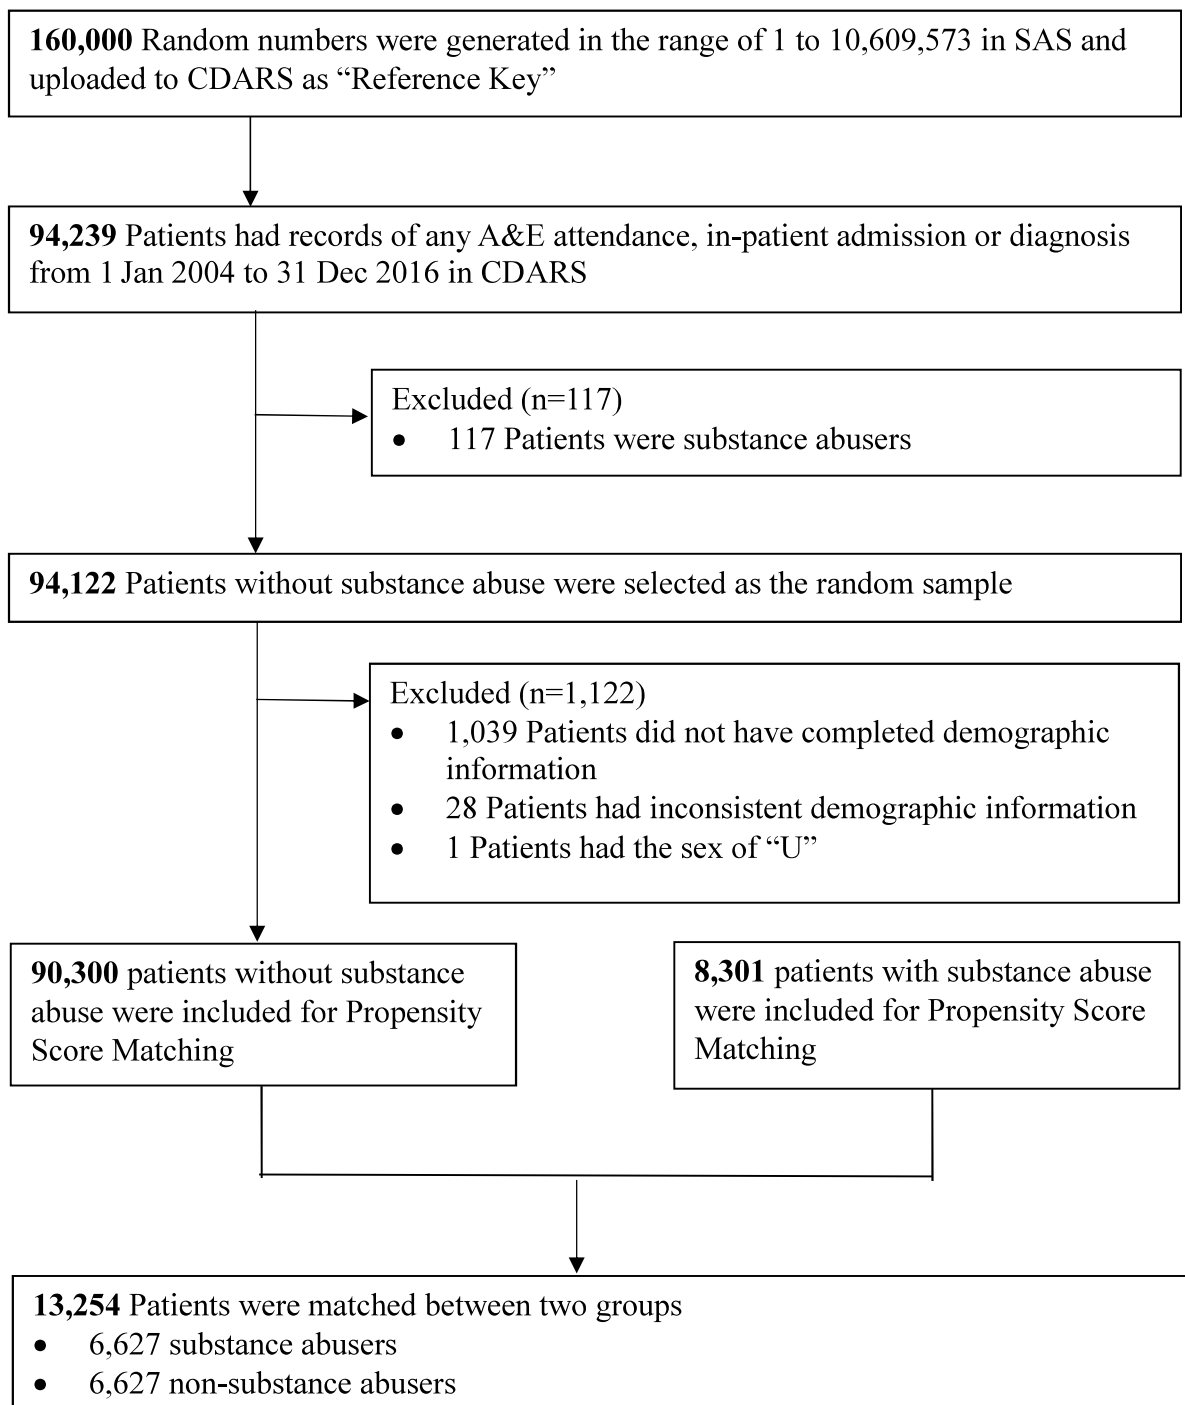 160,000 Random numbers were generated in the range of 1 to 10,609,573 in SAS and
uploaded to CDARS as “Reference Key”
94,239 Patients had records of any A&E attendance, in-patient admission or diagnosis
from 1 Jan 2004 to 31 Dec 2016 in CDARS
Excluded (n=117)
• 117 Patients were substance abusers
94,122 Patients without substance abuse were selected as the random sample
Excluded (n=1,122)
• 1,039 Patients did not have completed demographic
information
• 28 Patients had inconsistent demographic information
• 1 Patients had the sex of “U”
90,300 patients without substance
abuse were included for Propensity
Score Matching
8,301 patients with substance abuse
were included for Propensity Score
Matching
13,254 Patients were matched between two groups
• 6,627 substance abusers
• 6,627 non-substance abusers